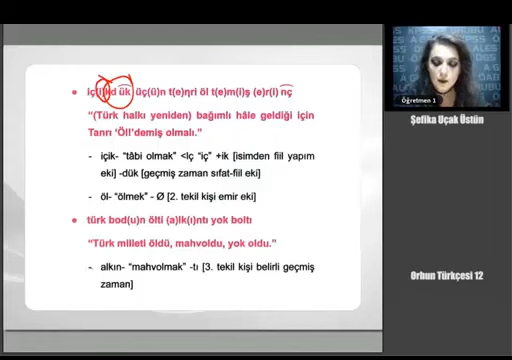 iç(i)kd ük üç(ü)n t(e)ŋri öl t(e)m(i)ş (e)r(i) nç
"(Türk halkı yeniden) bağımlı hâle geldiği için
Tanrı 'Öl!'demiş olmalı."
- içik- "tâbi olmak" <Iç "iç" +ik [isimden fiil yapım
eki] -dük [geçmiş zaman sıfat-fiil eki]
- öl- "ölmek" - Ø [2. tekil kişi emir eki]
türk bod(u)n ölti (a)lk(ı)ntı yok boltı
"Türk milleti öldü, mahvoldu, yok oldu."
- alkın- "mahvolmak" -tı [3. tekil kişi belirli geçmiş
zaman]
Öğretmen 1
Şefika Uçak Üstün
Orhun Türkçesi 12